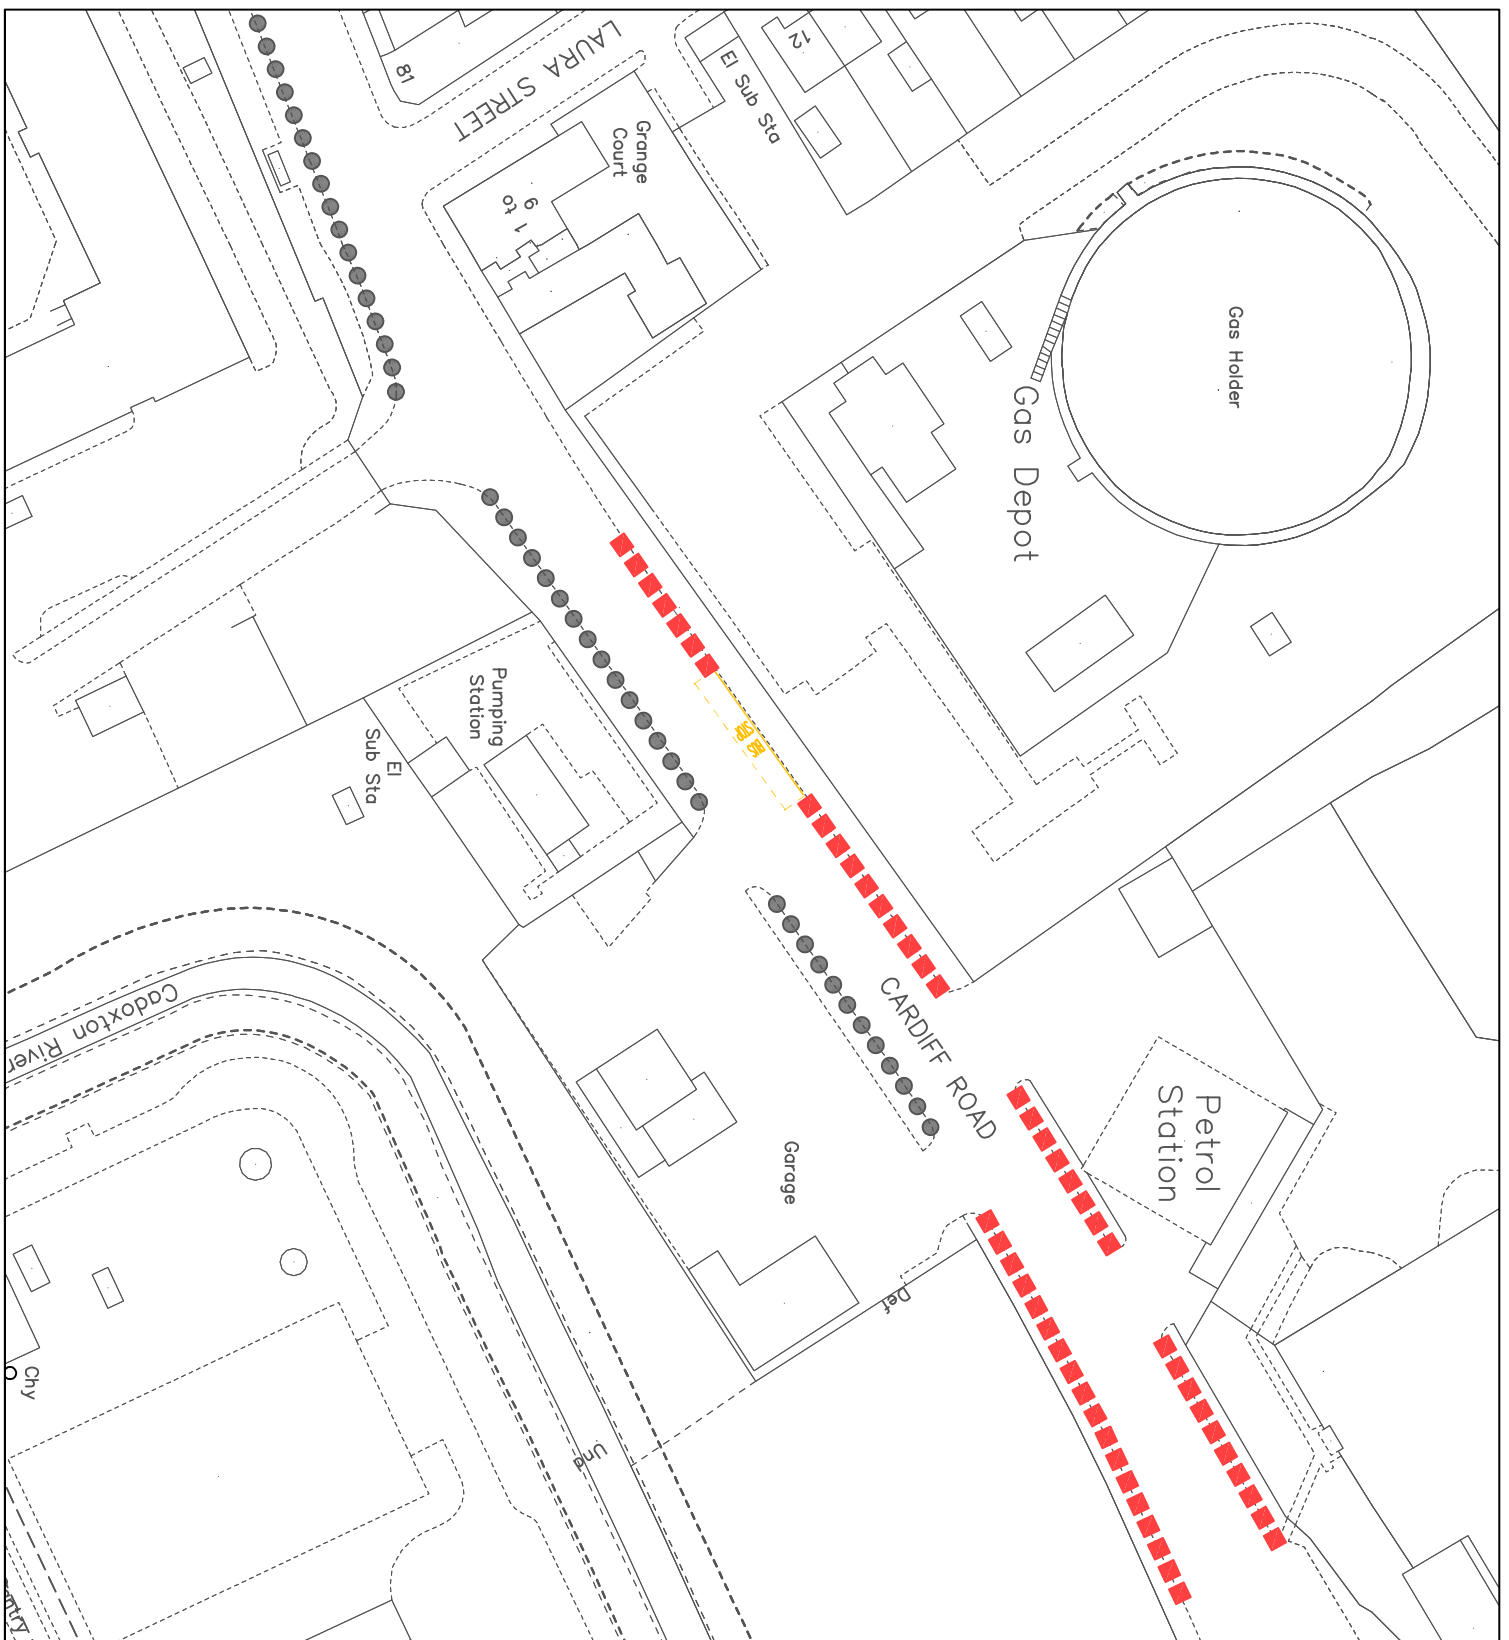 81
LAURA STREET
El Sub Sta
12
Grange
Court
1 to
6
Gas Holder
Gas Depot
Pumping
Station
El
Sub Sta
Cadoxton River
CARDIFF ROAD
Petrol
Station
Garage
Def
Und
Chy